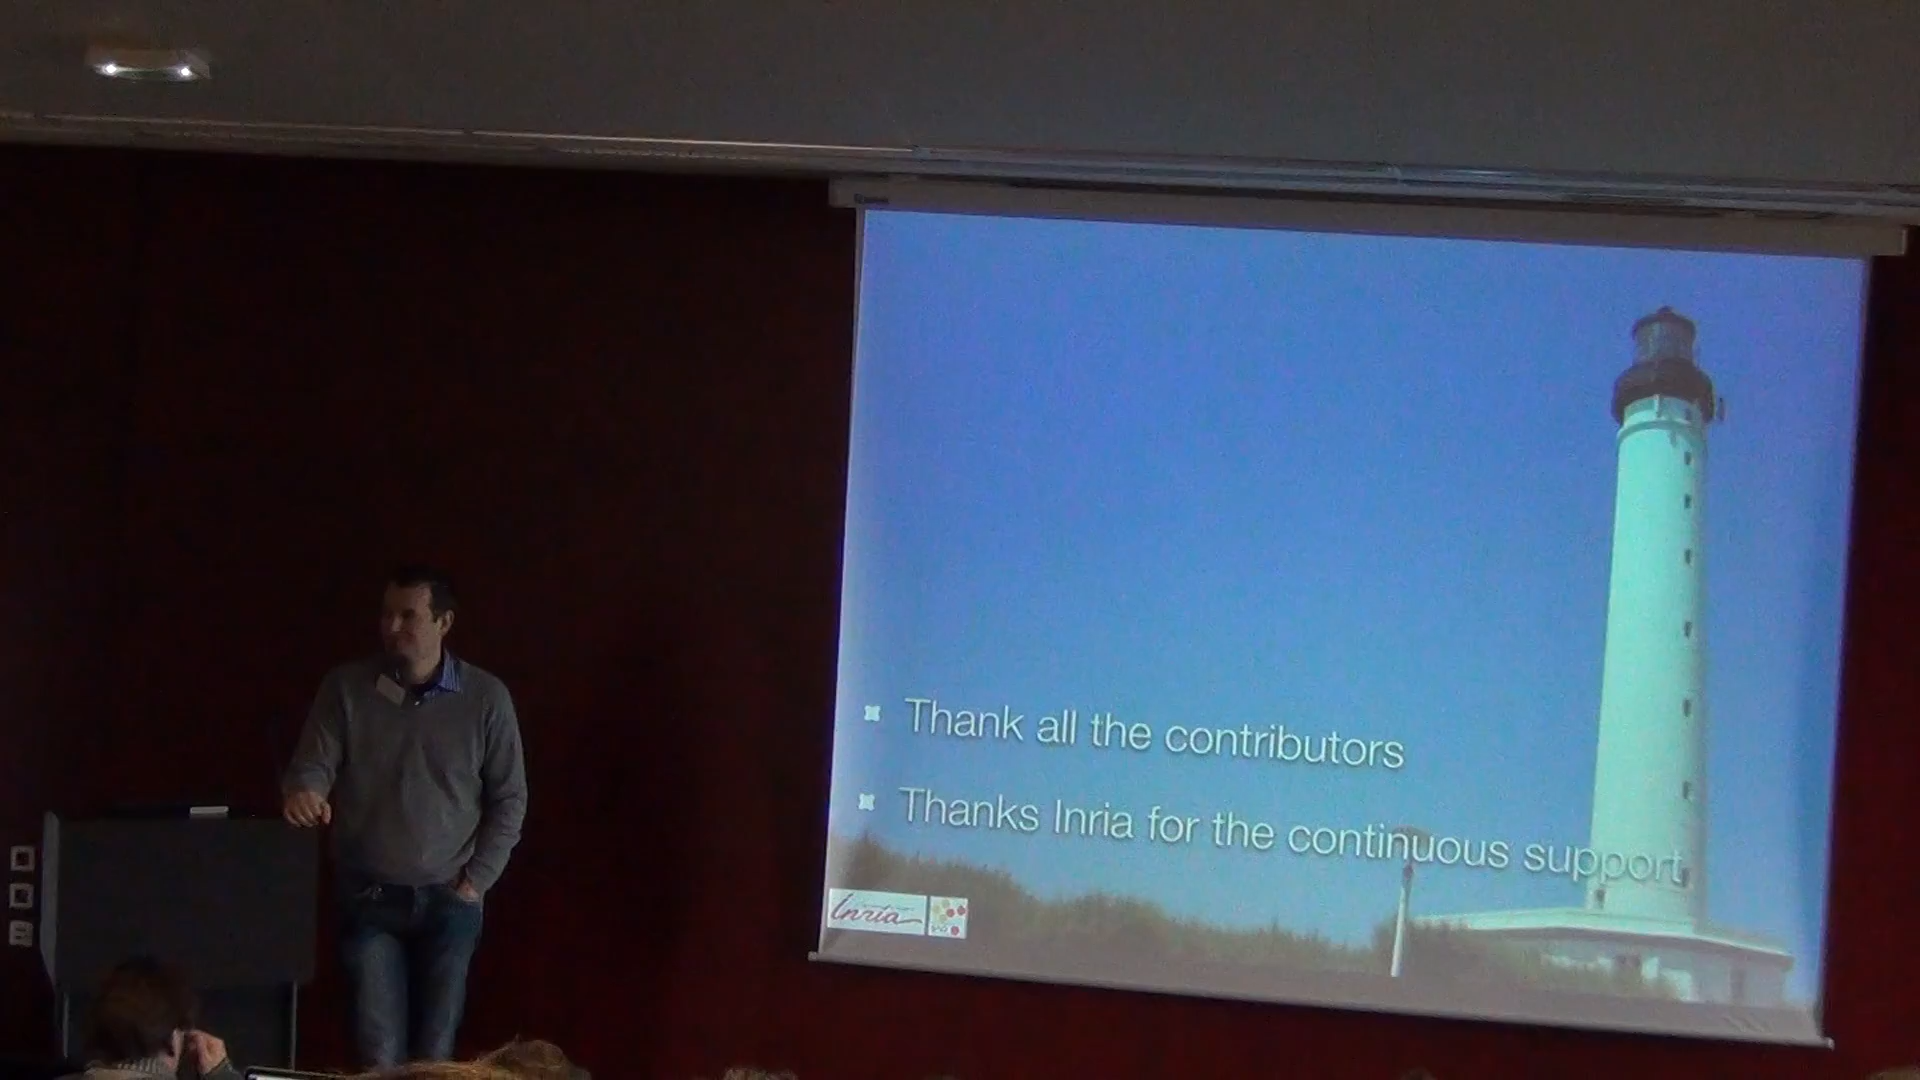 Thank all the contributors
Thanks Inria for the continuous support
Inria